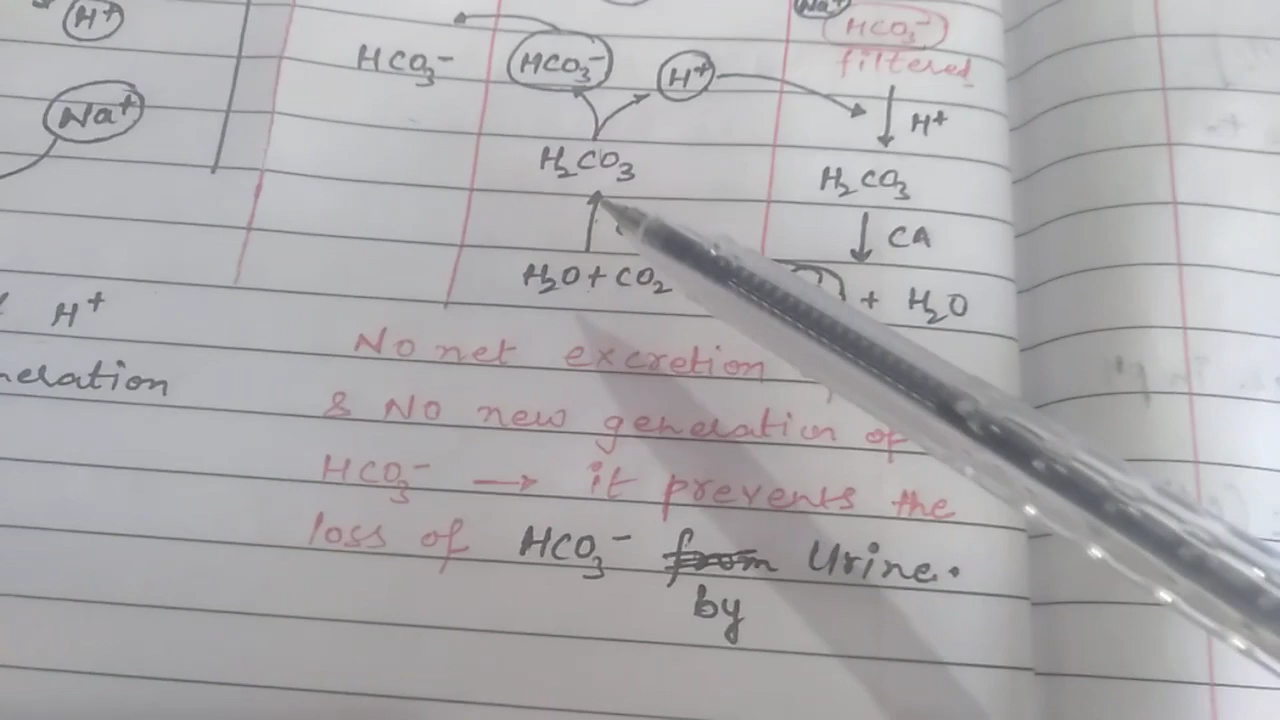 H⁺
Na⁺
HCO₃⁻ HCO₃⁻ H⁺ HCO₃⁻
filtered
Na⁺ H⁺
H₂CO₃ H₂CO₃
CA
H₂O + CO₂ + H₂O
H⁺
No net excretion
& No new generation of
HCO₃⁻ → it prevents the
loss of HCO₃⁻ from Urine.
by